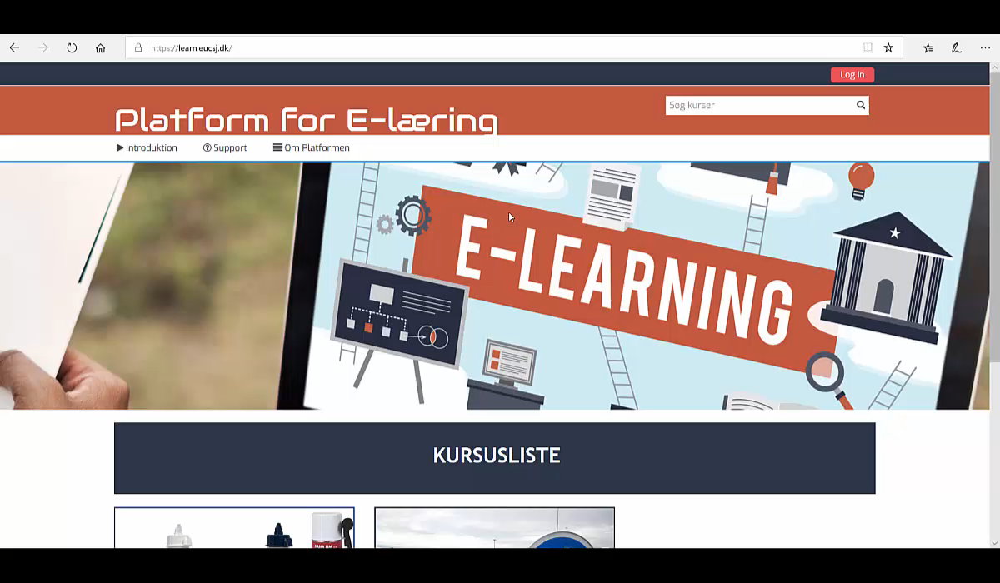 https://learn.eucsj.dk/
Log In
Platform for E-læring
Søg kurser
Introduktion
Support
Om Platformen
E-LEARNING
KURSUSLISTE